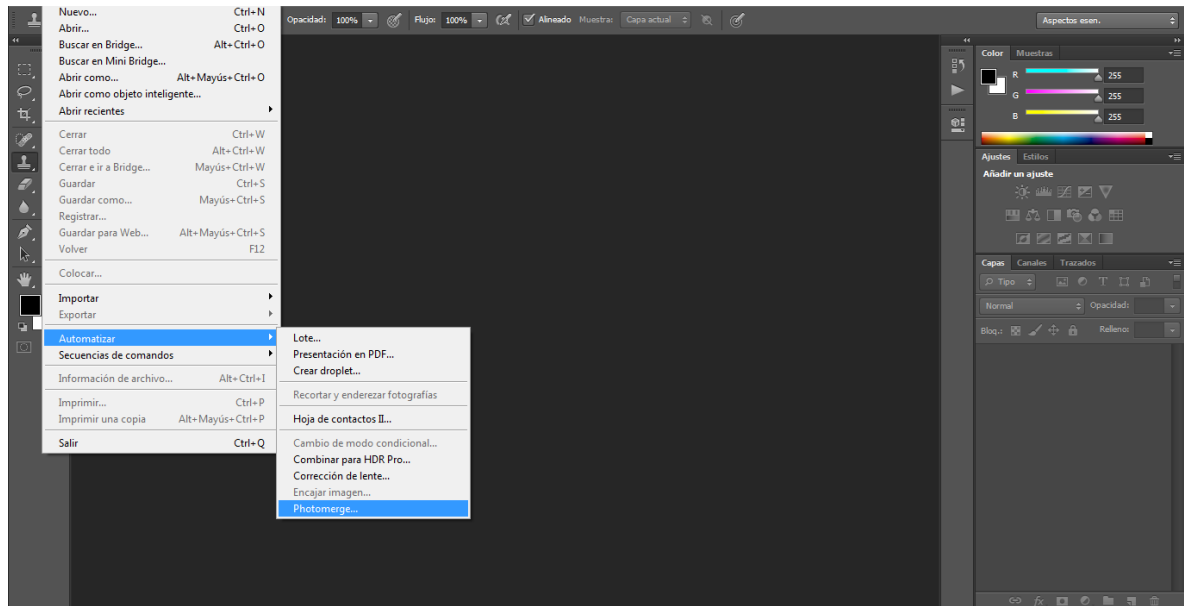 Opacidad: 100% Flujo: 100% Alineado Muestra: Capa actual Aspectos esen.
Nuevo... Ctrl+N
Abrir... Ctrl+O
Buscar en Bridge... Alt+Ctrl+O
Buscar en Mini Bridge...
Abrir como... Alt+Mayús+Ctrl+O
Abrir como objeto inteligente...
Abrir recientes
Cerrar Ctrl+W
Cerrar todo Alt+Ctrl+W
Cerrar e ir a Bridge... Mayús+Ctrl+W
Guardar Ctrl+S
Guardar como... Mayús+Ctrl+S
Registrar...
Guardar para Web... Alt+Mayús+Ctrl+S
Volver F12
Colocar...
Importar
Exportar
Automatizar
Secuencias de comandos
Información de archivo... Alt+Ctrl+I
Imprimir... Ctrl+P
Imprimir una copia Alt+Mayús+Ctrl+P
Salir Ctrl+Q
Lote...
Presentación en PDF...
Crear droplet...
Recortar y enderezar fotografías
Hoja de contactos II...
Cambio de modo condicional...
Combinar para HDR Pro...
Corrección de lente...
Encajar imagen...
Photomerge...
Color Muestras
R 255
G 255
B 255
Ajustes Estilos
Añadir un ajuste
Capas Canales Trazados
Tipo
Normal Opacidad:
Bloq.: Relleno: